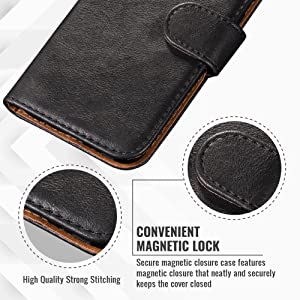 CONVENIENT
MAGNETIC LOCK
Secure magnetic closure case features
magnetic closure that neatly and securely
keeps the cover closed
High Quality Strong Stitching